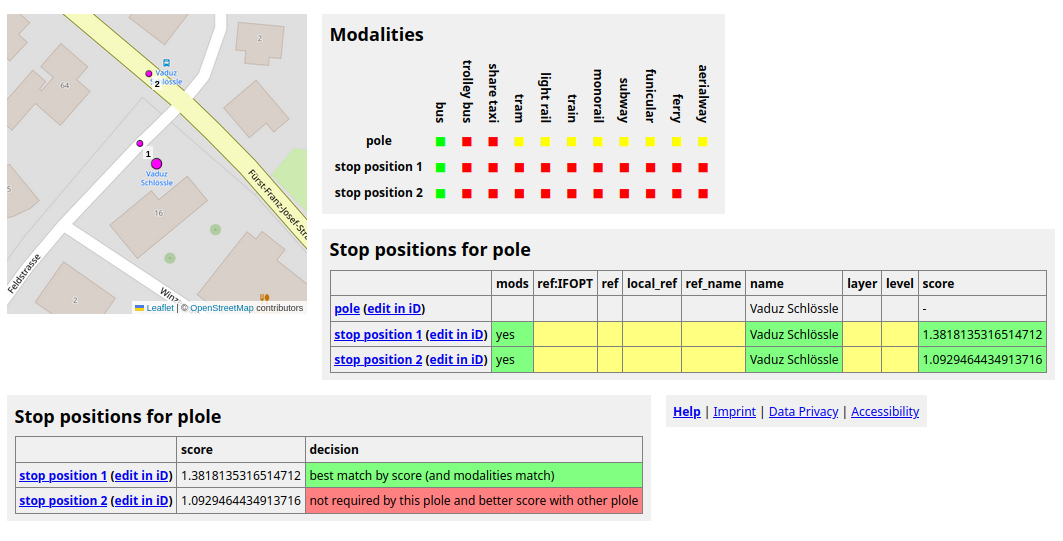 2
Vaduz
Schlössle
2
64
1
Vaduz
Schlössle
Fürst-Franz-Josef-Stra
5
16
Feldstrasse
2
Winz
Leaflet | © OpenStreetMap contributors
Modalities
bus trolley bus share taxi tram light rail train monorail subway funicular ferry aerialway
pole
stop position 1
stop position 2
Stop positions for pole
mods ref:IFOPT ref local_ref ref_name name layer level score
pole (edit in iD) Vaduz Schlössle -
stop position 1 (edit in iD) yes Vaduz Schlössle 1.3818135316514712
stop position 2 (edit in iD) yes Vaduz Schlössle 1.0929464434913716
Stop positions for plole
score decision
stop position 1 (edit in iD) 1.3818135316514712 best match by score (and modalities match)
stop position 2 (edit in iD) 1.0929464434913716 not required by this plole and better score with other plole
Help | Imprint | Data Privacy | Accessibility